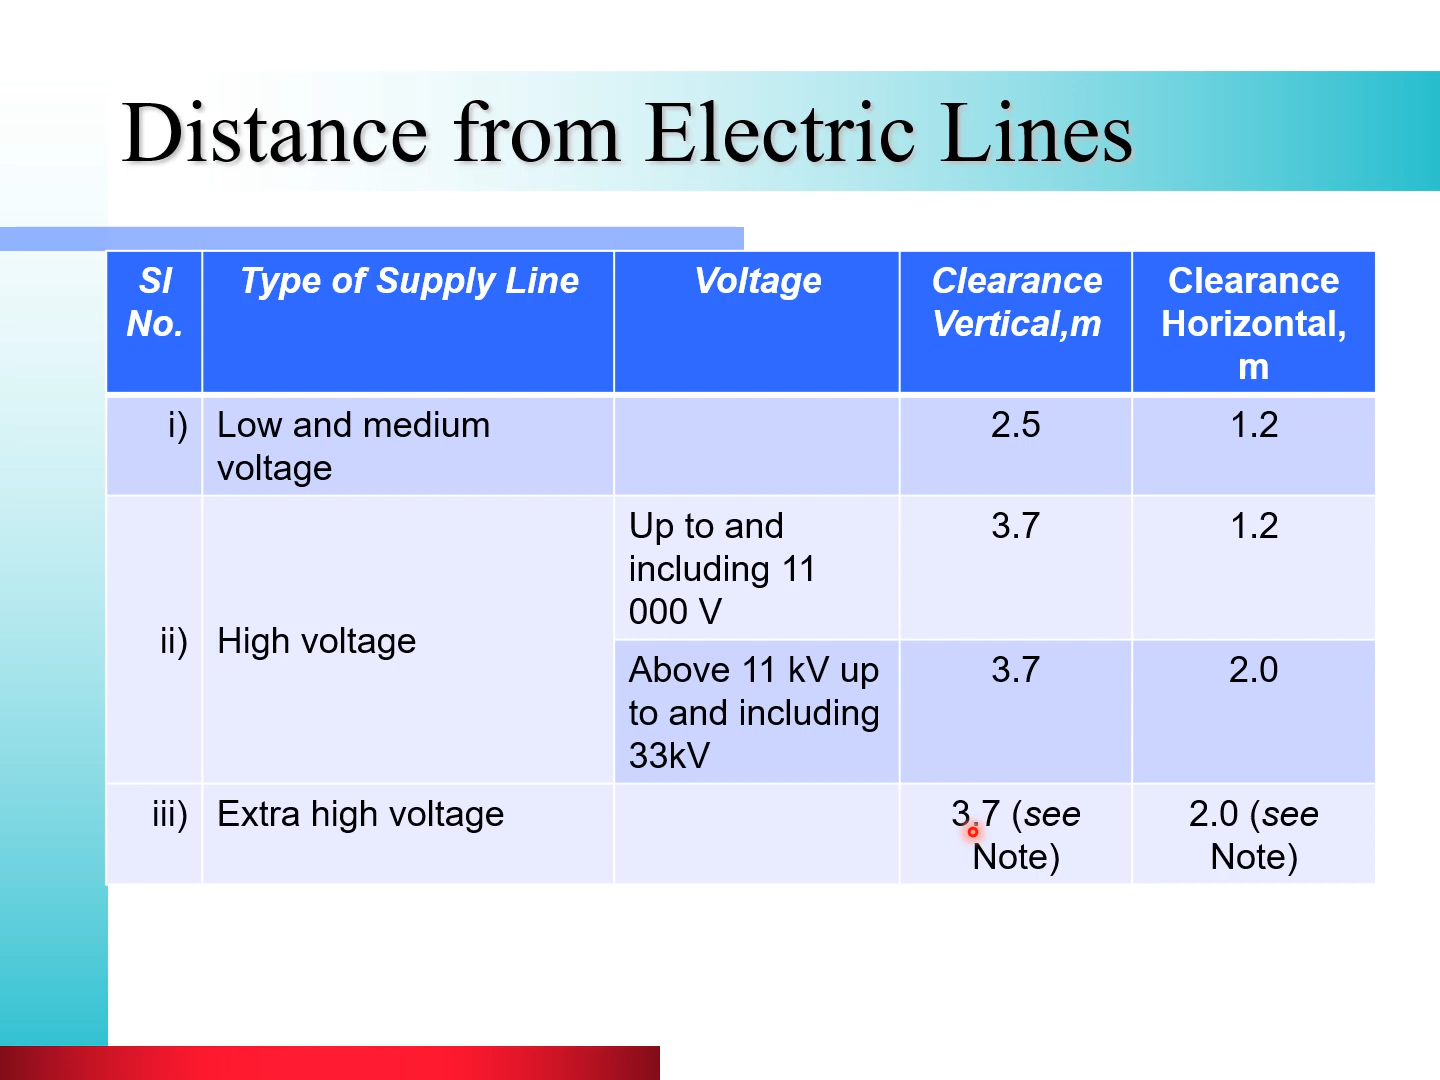 Distance from Electric Lines
Sl No.
Type of Supply Line
Voltage
Clearance Vertical,m
Clearance Horizontal, m
i)
Low and medium voltage
2.5
1.2
ii)
High voltage
Up to and including 11 000 V
3.7
1.2
Above 11 kV up to and including 33kV
3.7
2.0
iii)
Extra high voltage
3.7 (see Note)
2.0 (see Note)